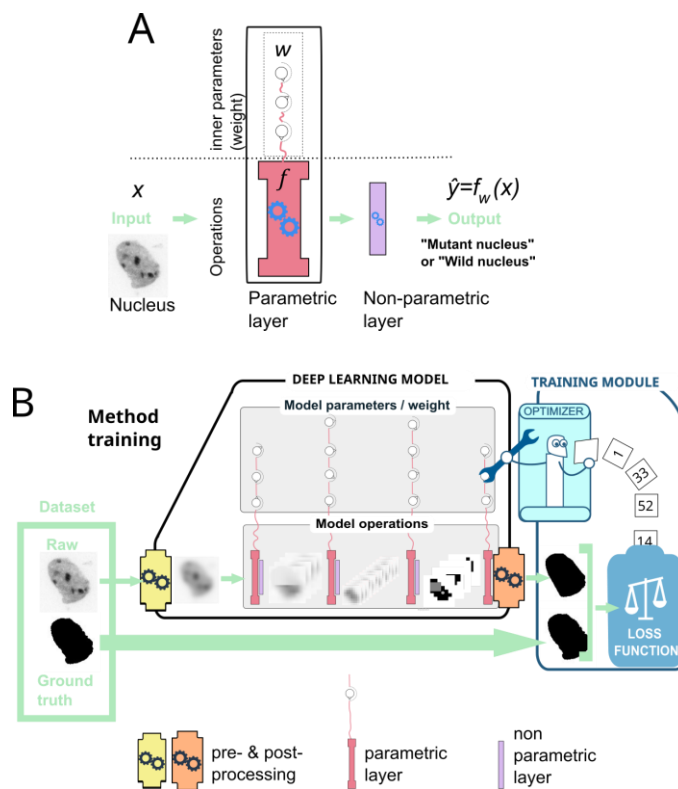 A
w
inner parameters
(weight)
f
x
ŷ=f_w(x)
Input
Output
Operations
"Mutant nucleus"
or "Wild nucleus"
Nucleus
Parametric
layer
Non-parametric
layer
B
DEEP LEARNING MODEL
TRAINING MODULE
Method
training
Model parameters / weight
OPTIMIZER
1
33
52
14
Dataset
Raw
Model operations
LOSS
FUNCTION
Ground
truth
pre- & post-
processing
parametric
layer
non
parametric
layer